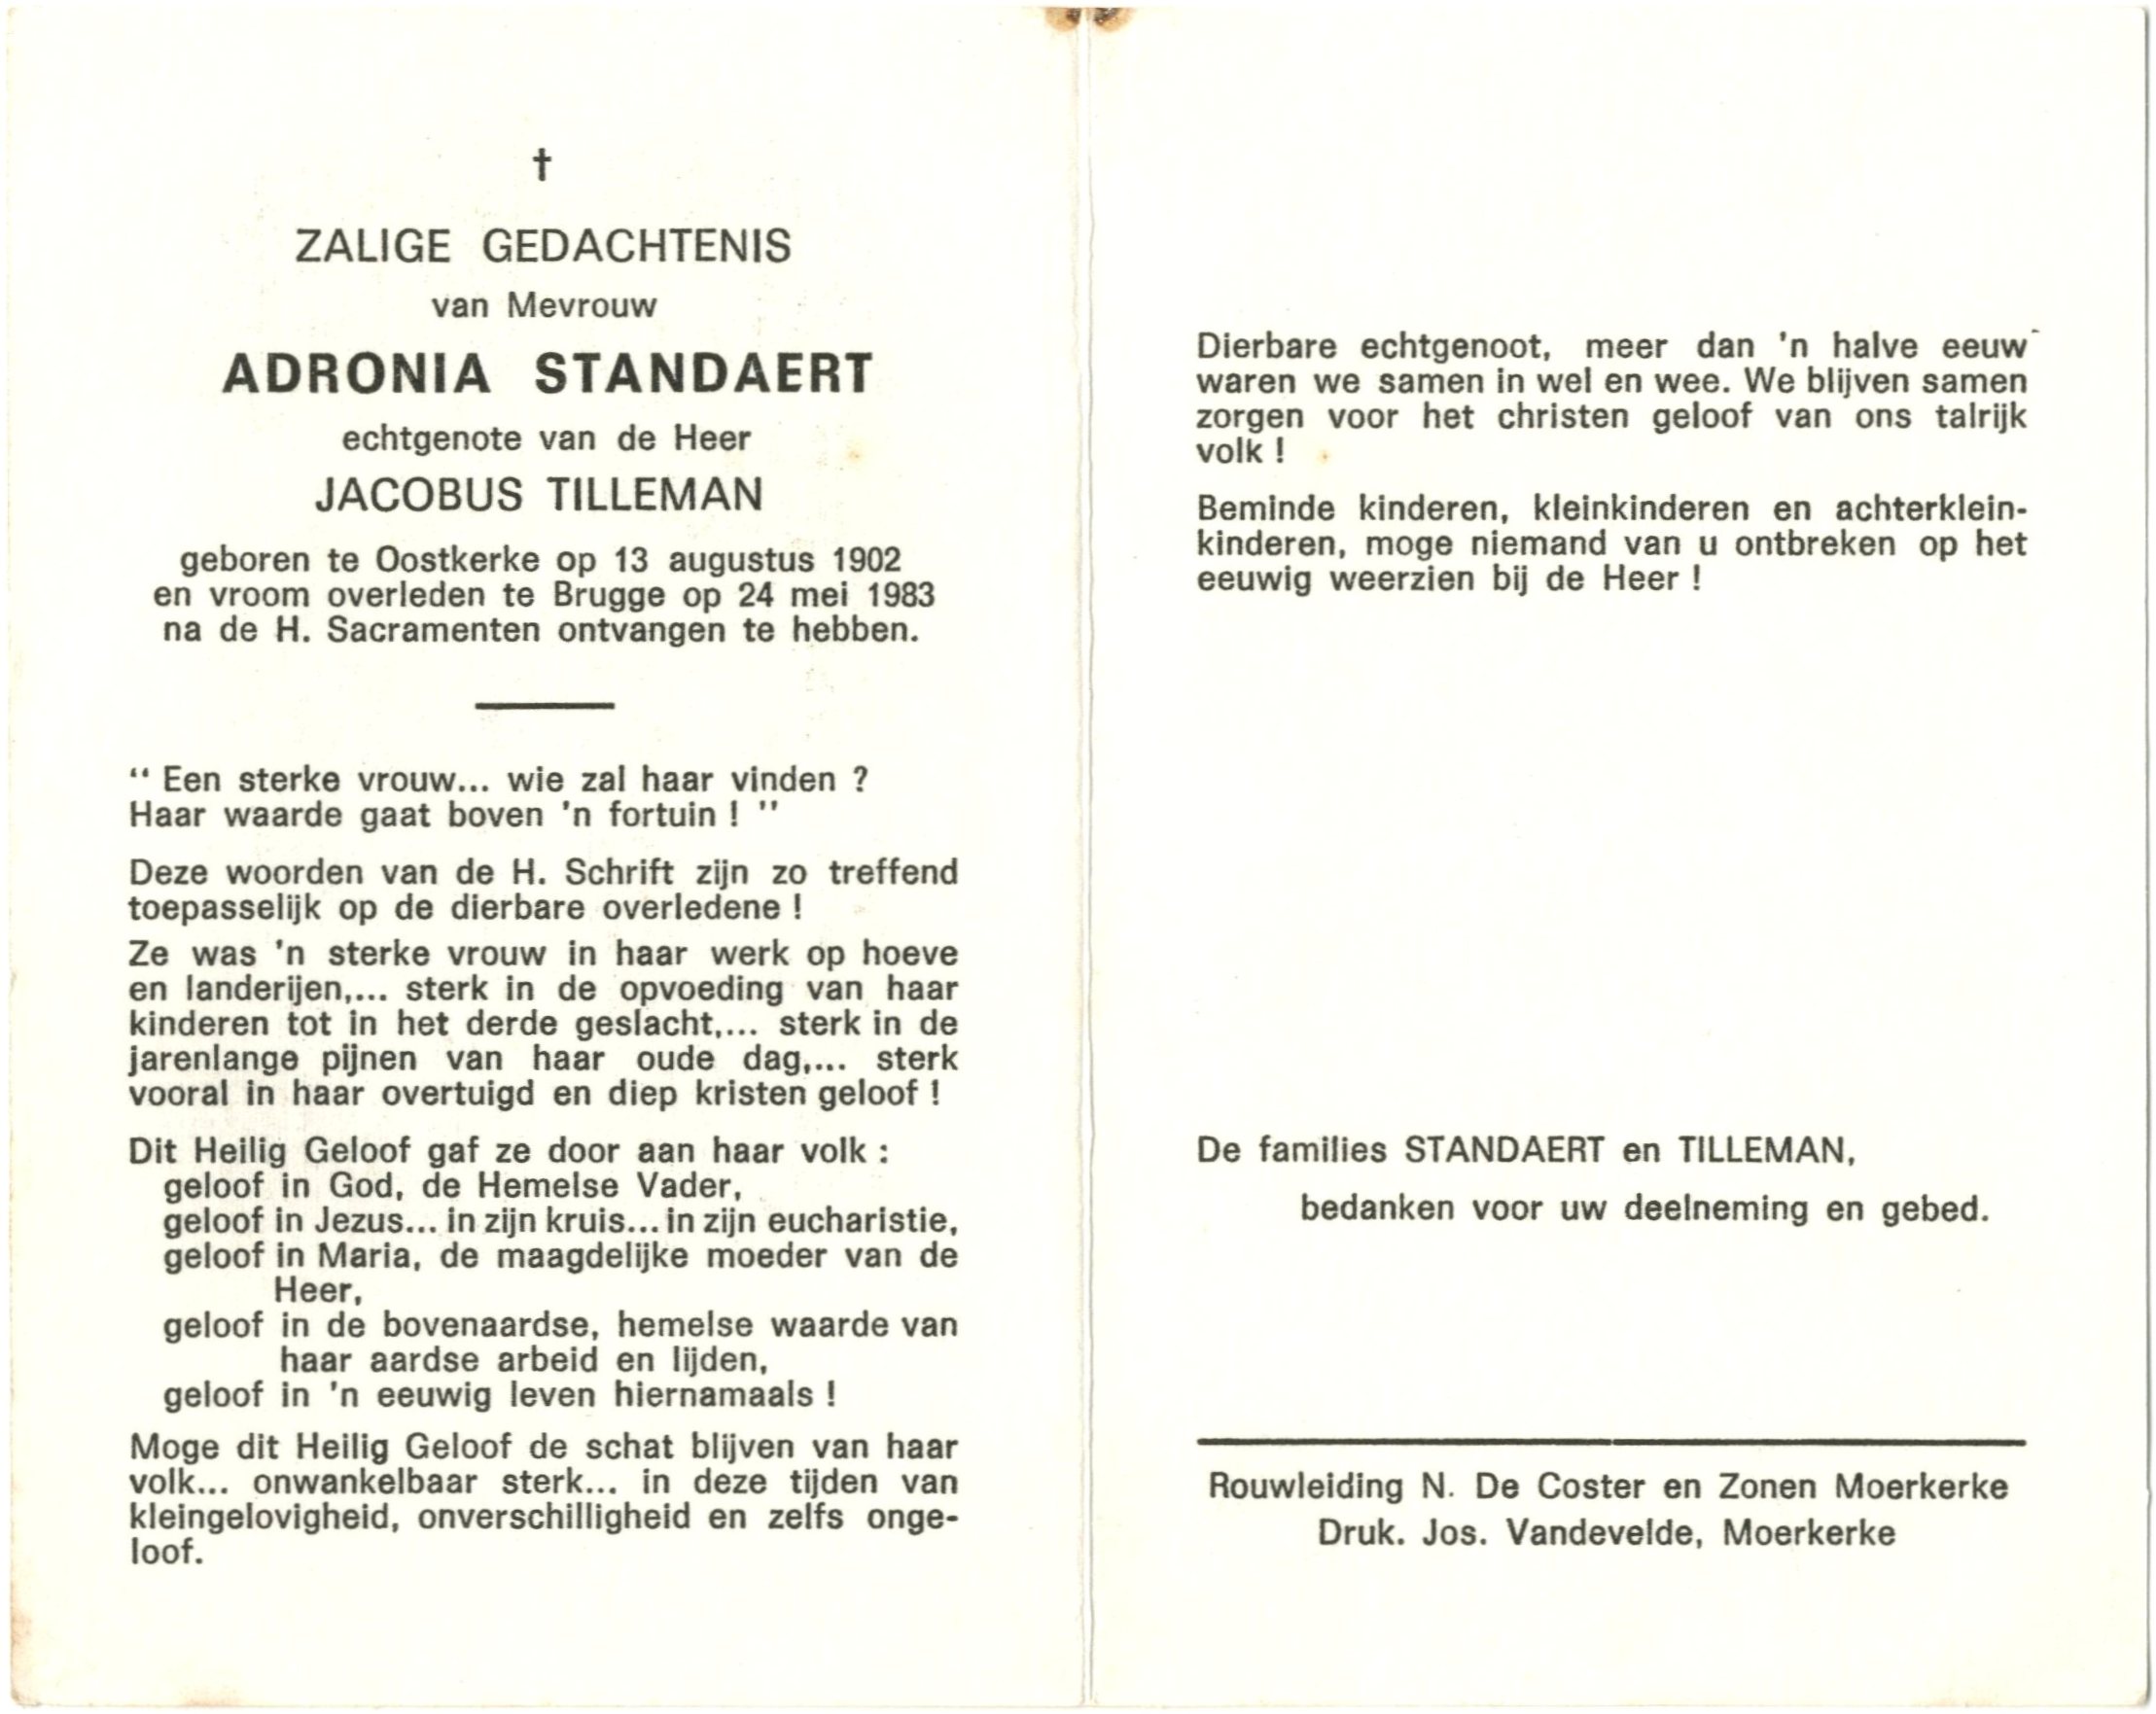 †
ZALIGE GEDACHTENIS
van Mevrouw
ADRONIA STANDAERT
echtgenote van de Heer
JACOBUS TILLEMAN
geboren te Oostkerke op 13 augustus 1902
en vroom overleden te Brugge op 24 mei 1983
na de H. Sacramenten ontvangen te hebben.
“ Een sterke vrouw... wie zal haar vinden ?
Haar waarde gaat boven 'n fortuin ! ”
Deze woorden van de H. Schrift zijn zo treffend
toepasselijk op de dierbare overledene !
Ze was 'n sterke vrouw in haar werk op hoeve
en landerijen,... sterk in de opvoeding van haar
kinderen tot in het derde geslacht,... sterk in de
jarenlange pijnen van haar oude dag,... sterk
vooral in haar overtuigd en diep kristen geloof !
Dit Heilig Geloof gaf ze door aan haar volk :
geloof in God, de Hemelse Vader,
geloof in Jezus... in zijn kruis... in zijn eucharistie,
geloof in Maria, de maagdelijke moeder van de
Heer,
geloof in de bovenaardse, hemelse waarde van
haar aardse arbeid en lijden,
geloof in 'n eeuwig leven hiernamaals !
Moge dit Heilig Geloof de schat blijven van haar
volk... onwankelbaar sterk... in deze tijden van
kleingelovigheid, onverschilligheid en zelfs onge-
loof.
Dierbare echtgenoot, meer dan 'n halve eeuw
waren we samen in wel en wee. We blijven samen
zorgen voor het christen geloof van ons talrijk
volk !
Beminde kinderen, kleinkinderen en achterklein-
kinderen, moge niemand van u ontbreken op het
eeuwig weerzien bij de Heer !
De families STANDAERT en TILLEMAN,
bedanken voor uw deelneming en gebed.
Rouwleiding N. De Coster en Zonen Moerkerke
Druk. Jos. Vandevelde, Moerkerke